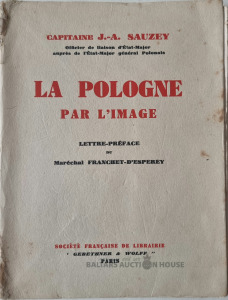 CAPITAINE J.-A. SAUZEY
Officier de liaison d'État-Major
auprès de l'État-Major général Polonais
LA POLOGNE
PAR L'IMAGE
LETTRE-PRÉFACE
DU
Maréchal FRANCHET-D'ESPEREY
SOCIÉTÉ FRANÇAISE DE LIBRAIRIE
" GEBETHNER & WOLFF "
BALTARS AUCTION HOUSE
PARIS